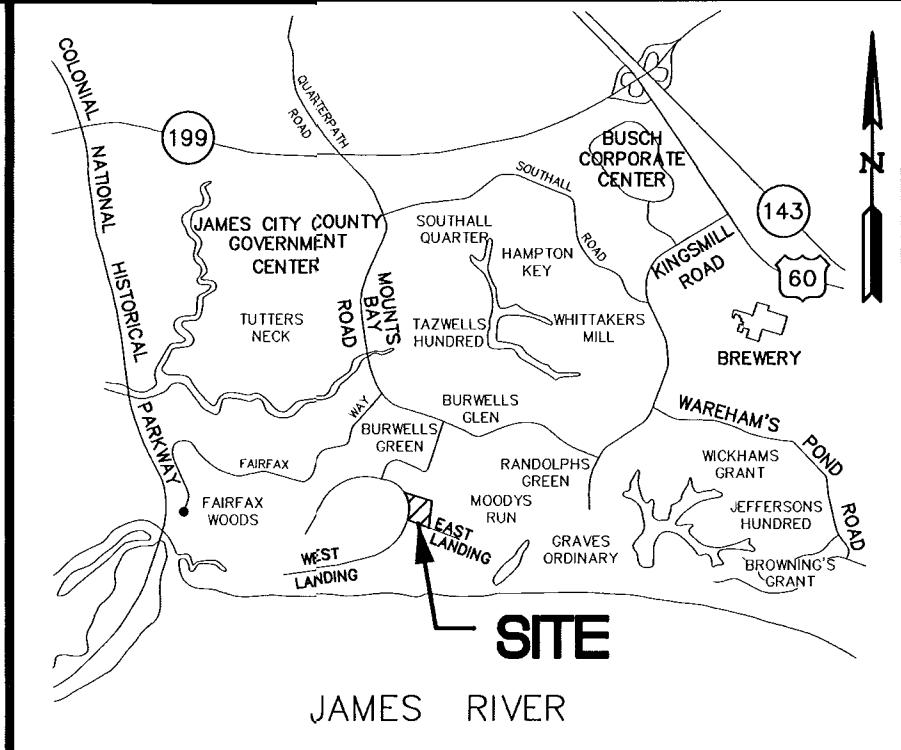 COLONIAL NATIONAL HISTORICAL PARKWAY
199
QUARTERPATH
ROAD
BUSCH
CORPORATE
CENTER
N
143
60
KINGSMILL
ROAD
SOUTHALL
ROAD
JAMES CITY COUNTY
GOVERNMENT
CENTER
SOUTHALL
QUARTER
HAMPTON
KEY
MOUNTS
BAY
ROAD
TUTTERS
NECK
TAZWELLS
HUNDRED
WHITTAKERS
MILL
BREWERY
WAREHAM'S POND ROAD
FAIRFAX WAY
BURWELLS
GREEN
BURWELLS
GLEN
RANDOLPHS
GREEN
WICKHAMS
GRANT
FAIRFAX
WOODS
MOODYS
RUN
JEFFERSONS
HUNDRED
EAST
LANDING
GRAVES
ORDINARY
WEST
LANDING
BROWNING'S
GRANT
SITE
JAMES RIVER